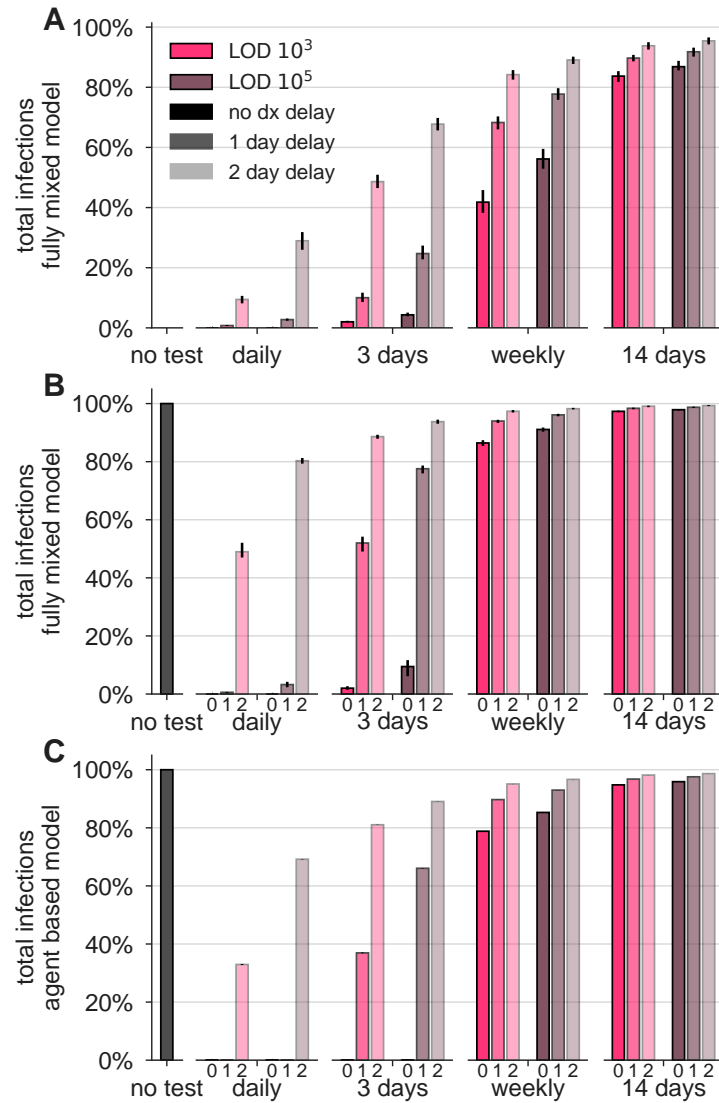 A
100%
80%
60%
40%
20%
0%
total infections
fully mixed model
LOD 10³
LOD 10⁵
no dx delay
1 day delay
2 day delay
no test daily 3 days weekly 14 days
B
100%
80%
60%
40%
20%
0%
total infections
fully mixed model
0 1 2 0 1 2 0 1 2 0 1 2 0 1 2 0 1 2 0 1 2 0 1 2
no test daily 3 days weekly 14 days
C
100%
80%
60%
40%
20%
0%
total infections
agent based model
0 1 2 0 1 2 0 1 2 0 1 2 0 1 2 0 1 2 0 1 2 0 1 2
no test daily 3 days weekly 14 days